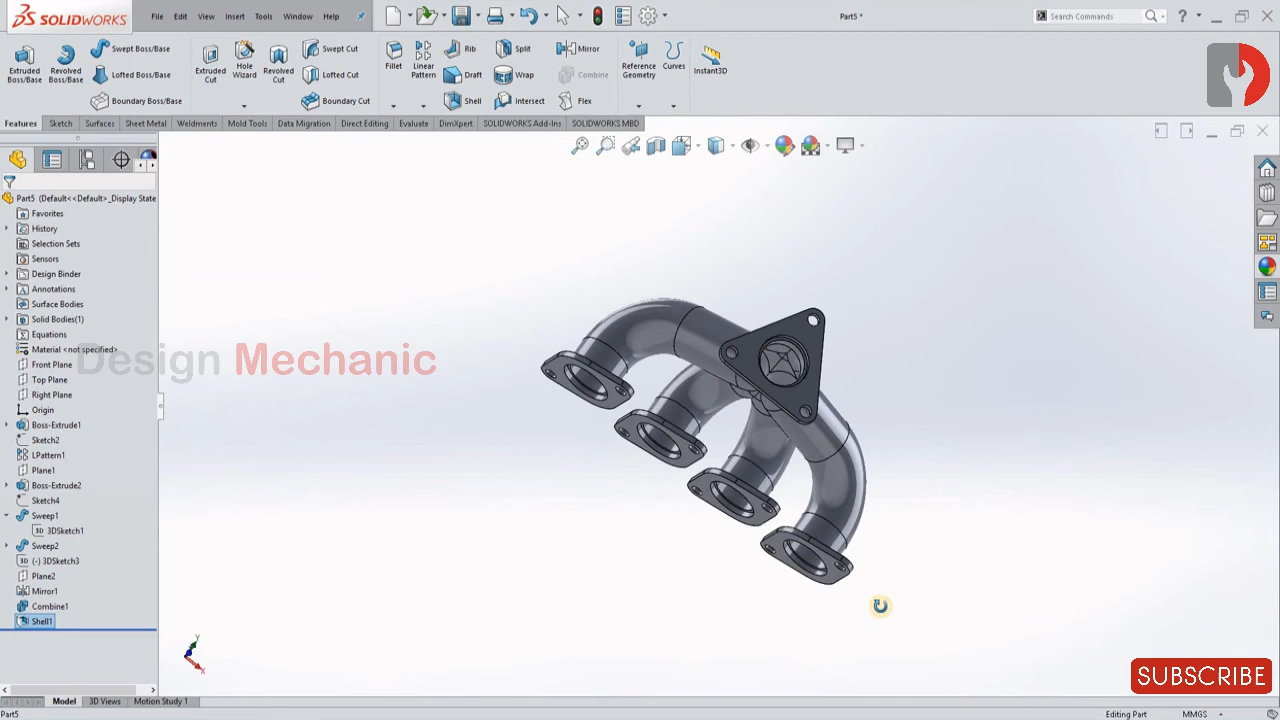 SOLIDWORKS
File Edit View Insert Tools Window Help
Part5 *
Search Commands
?
Extruded Boss/Base
Revolved Boss/Base
Swept Boss/Base
Lofted Boss/Base
Boundary Boss/Base
Extruded Cut
Hole Wizard
Revolved Cut
Swept Cut
Lofted Cut
Boundary Cut
Fillet
Linear Pattern
Rib
Draft
Shell
Split
Wrap
Intersect
Mirror
Combine
Flex
Reference Geometry
Curves
Instant3D
Features Sketch Surfaces Sheet Metal Weldments Mold Tools Data Migration Direct Editing Evaluate DimXpert SOLIDWORKS Add-Ins SOLIDWORKS MBD
Part5 (Default<<Default>_Display State
Favorites
History
Selection Sets
Sensors
Design Binder
Annotations
Surface Bodies
Solid Bodies(1)
Equations
Material <not specified>
Design Mechanic
Front Plane
Top Plane
Right Plane
Origin
Boss-Extrude1
Sketch2
LPattern1
Plane1
Boss-Extrude2
Sketch4
Sweep1
3D 3DSketch1
Sweep2
3D (-) 3DSketch3
Plane2
Mirror1
Combine1
Shell1
Y
X
SUBSCRIBE
Model 3D Views Motion Study 1
Part5
Editing Part
MMGS